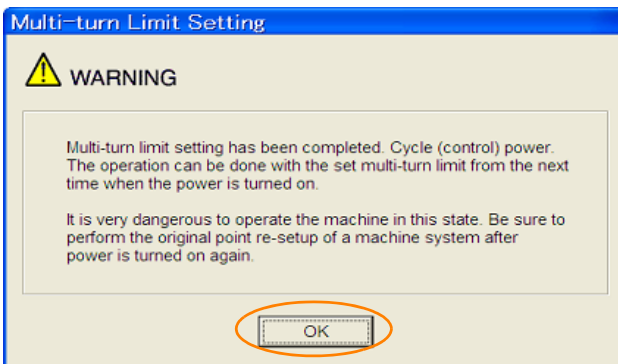 Multi-turn Limit Setting
WARNING
Multi-turn limit setting has been completed. Cycle (control) power.
The operation can be done with the set multi-turn limit from the next
time when the power is turned on.
It is very dangerous to operate the machine in this state. Be sure to
perform the original point re-setup of a machine system after
power is turned on again.
OK